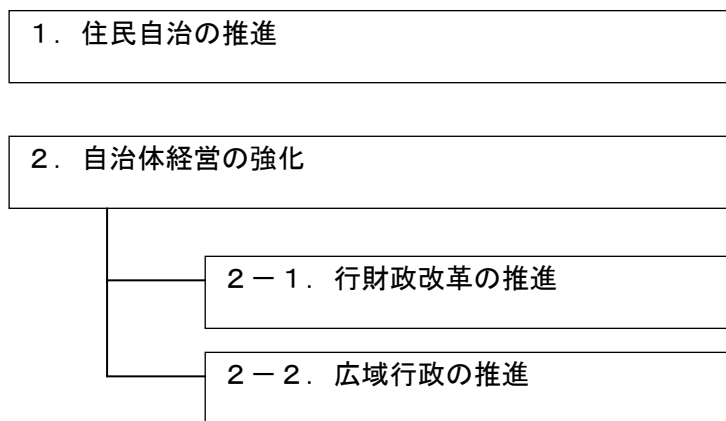 １．住民自治の推進
２．自治体経営の強化
２－１．行財政改革の推進
２－２．広域行政の推進